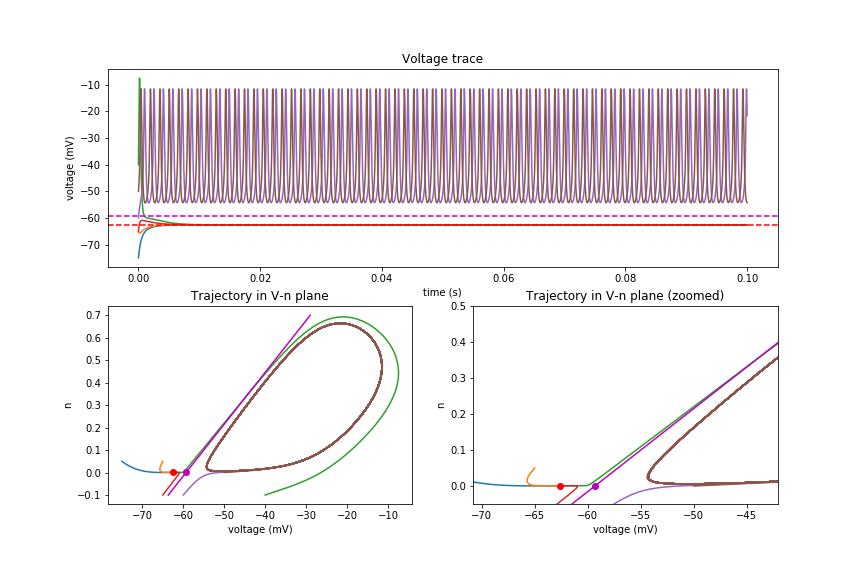 Voltage trace
voltage (mV)
−10
−20
−30
−40
−50
−60
−70
0.00 0.02 0.04 0.06 0.08 0.10
time (s)
Trajectory in V-n plane
n
0.7
0.6
0.5
0.4
0.3
0.2
0.1
0.0
−0.1
−70 −60 −50 −40 −30 −20 −10
voltage (mV)
Trajectory in V-n plane (zoomed)
n
0.5
0.4
0.3
0.2
0.1
0.0
−70 −65 −60 −55 −50 −45
voltage (mV)